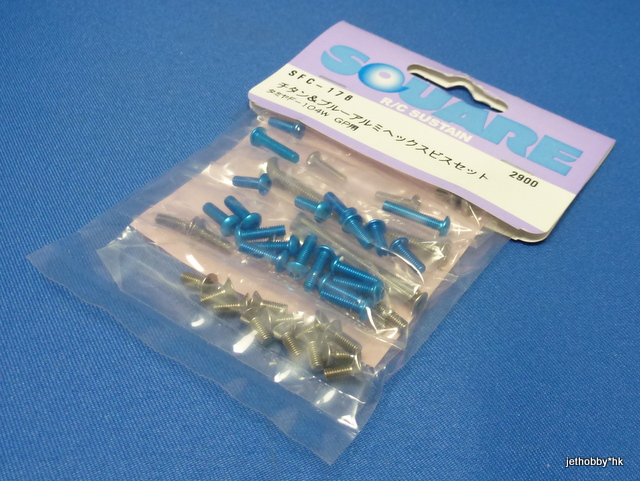 SQUARE
R/C SUSTAIN
SFC-178
チタン&ブルーアルミヘックスビスセット
タミヤF-104W GP用
2900
jethobby*hk